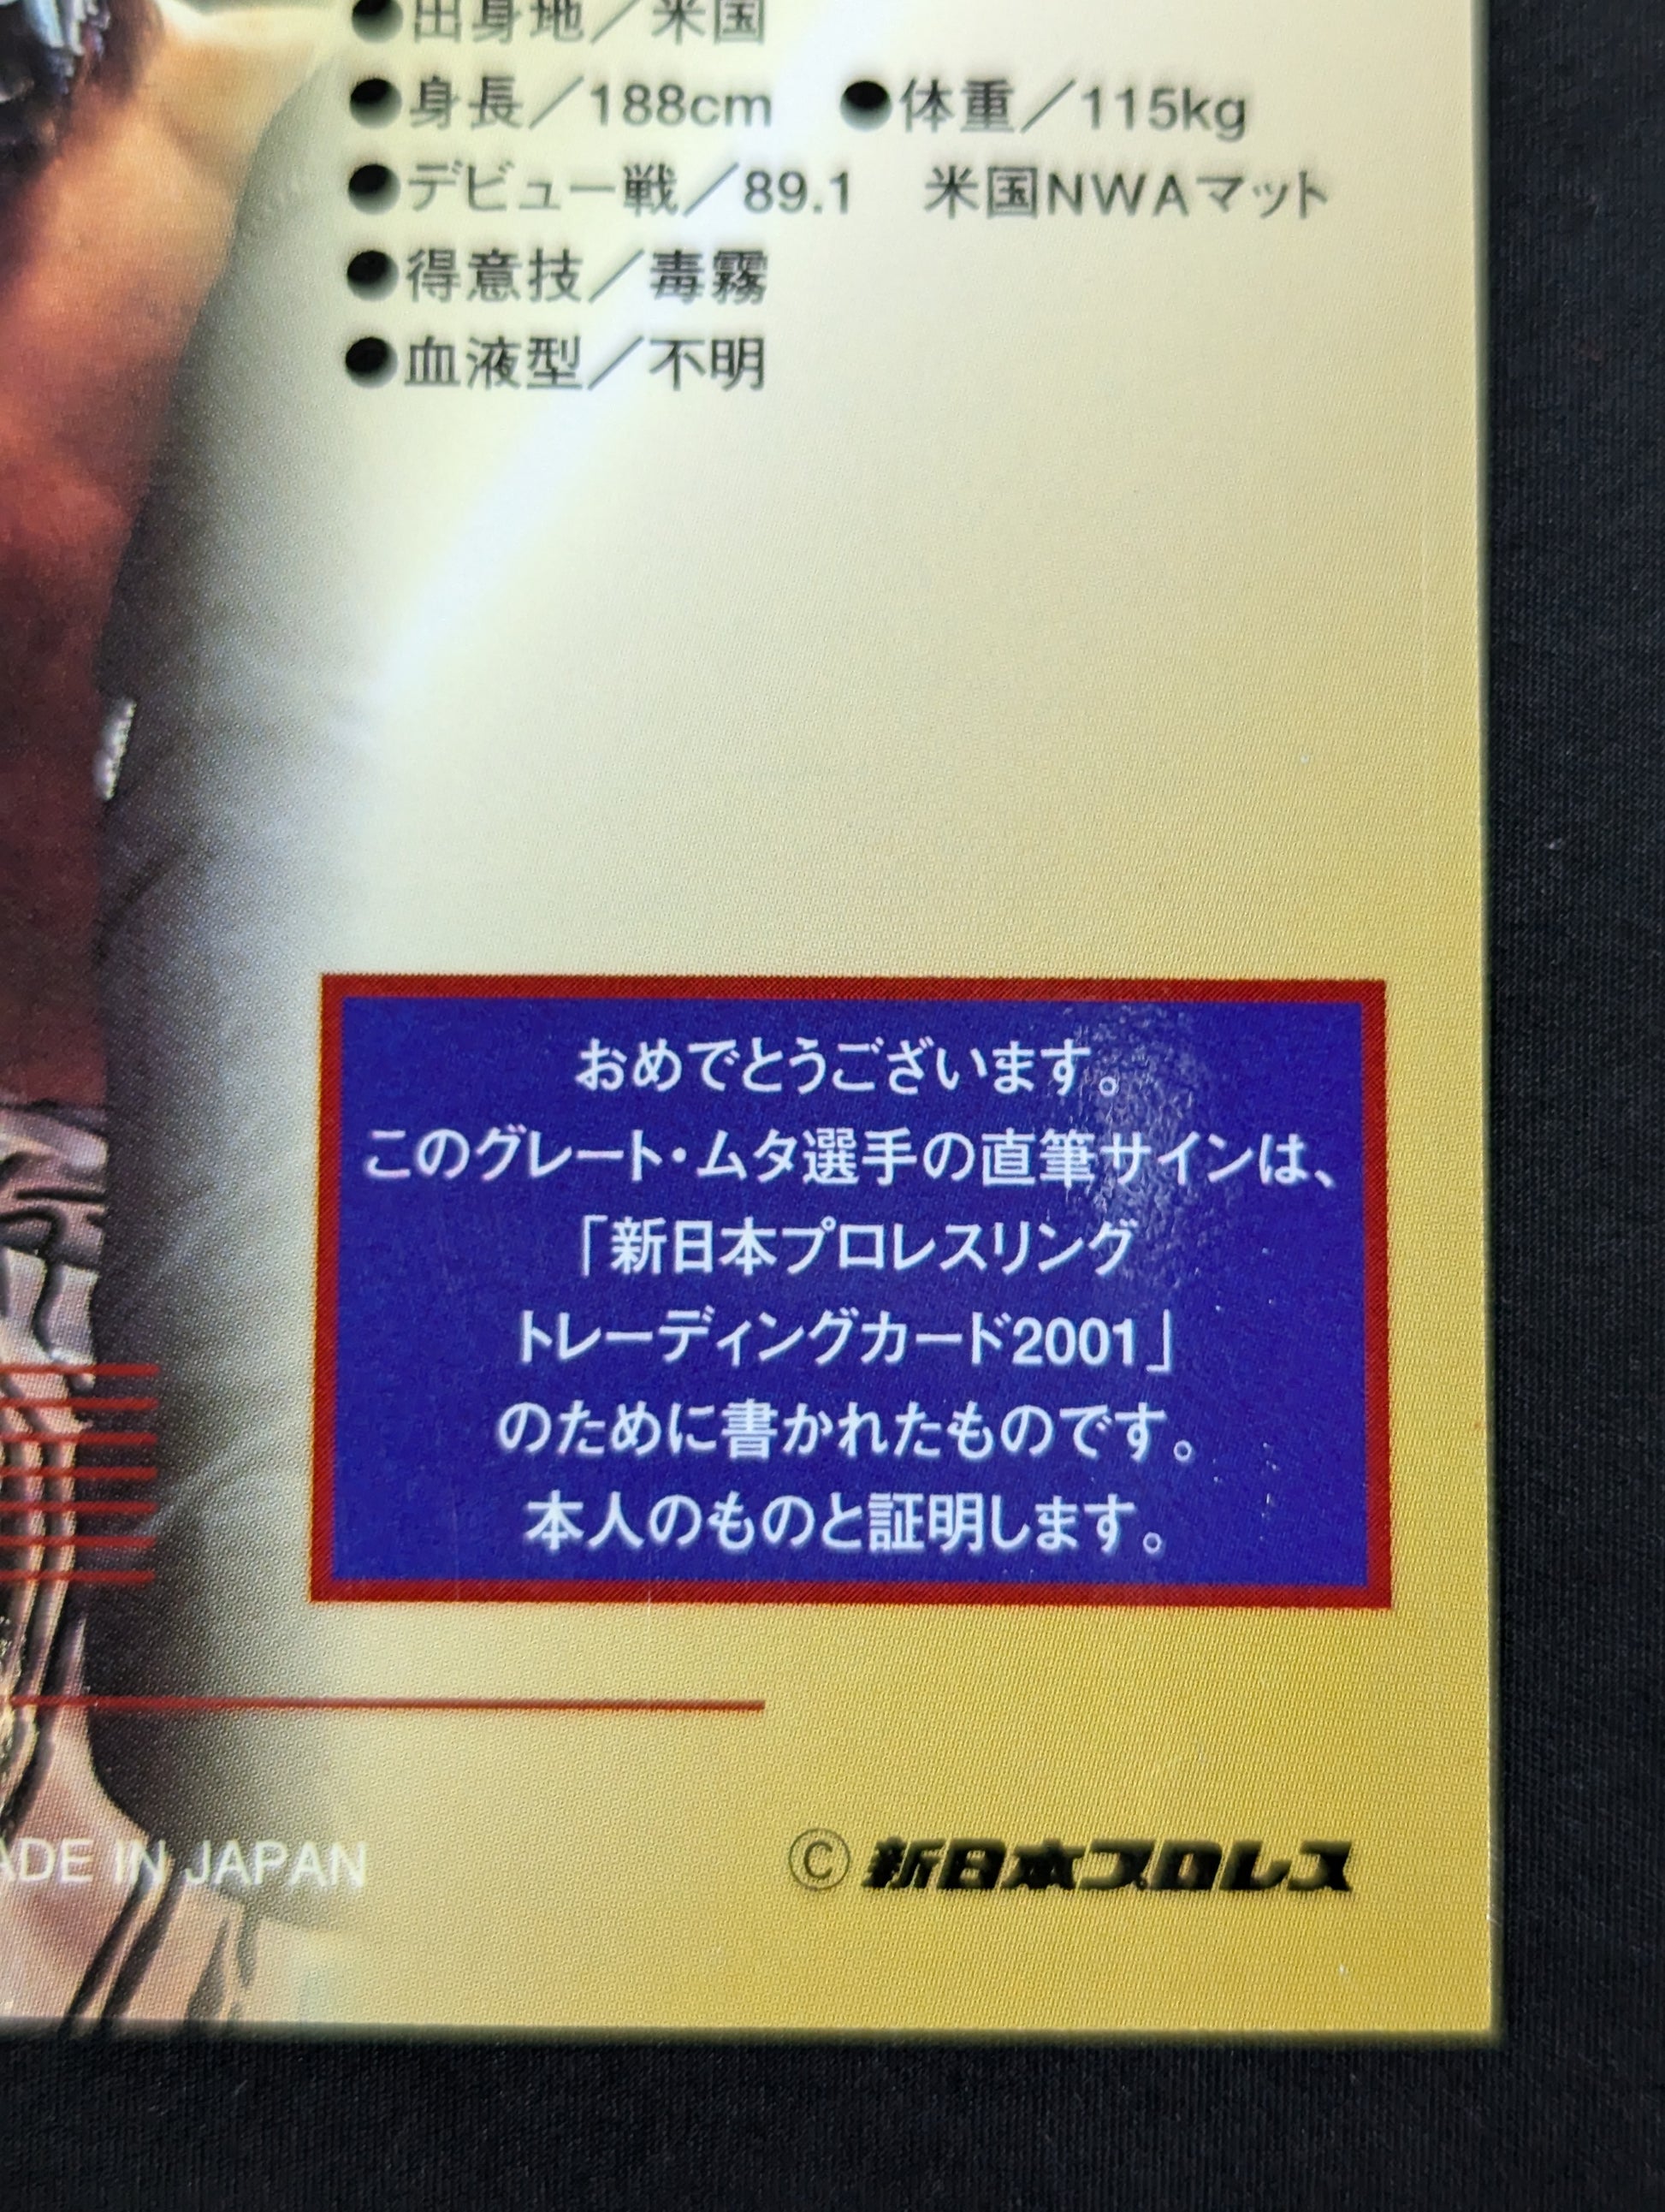 ●出身地／米国
●身長／188cm ●体重／115kg
●デビュー戦／89.1 米国NWAマット
●得意技／毒霧
●血液型／不明
おめでとうございます。
このグレート・ムタ選手の直筆サインは、
「新日本プロレスリング
トレーディングカード2001」
のために書かれたものです。
本人のものと証明します。
ADE IN JAPAN
©新日本プロレス